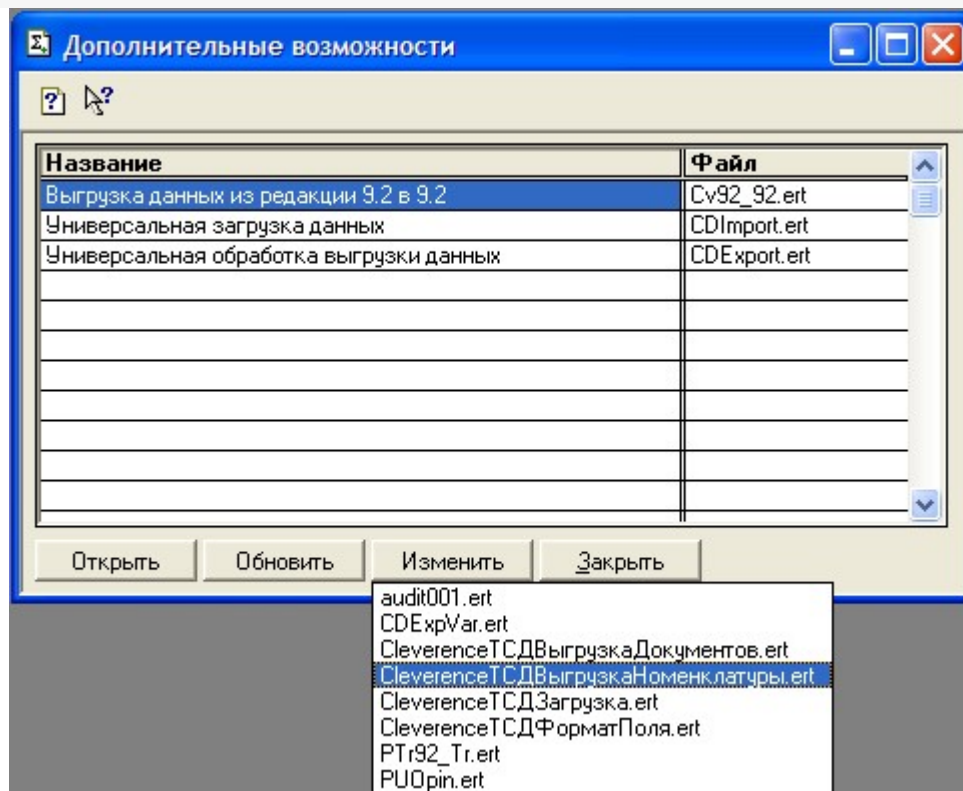 Дополнительные возможности
Название Файл
Выгрузка данных из редакции 9.2 в 9.2 Cv92_92.ert
Универсальная загрузка данных CDImport.ert
Универсальная обработка выгрузки данных CDExport.ert
Открыть Обновить Изменить Закрыть
audit001.ert
CDExpVar.ert
CleverenceТСДВыгрузкаДокументов.ert
CleverenceТСДВыгрузкаНоменклатуры.ert
CleverenceТСДЗагрузка.ert
CleverenceТСДФорматПоля.ert
PTr92_Tr.ert
PUOpin.ert